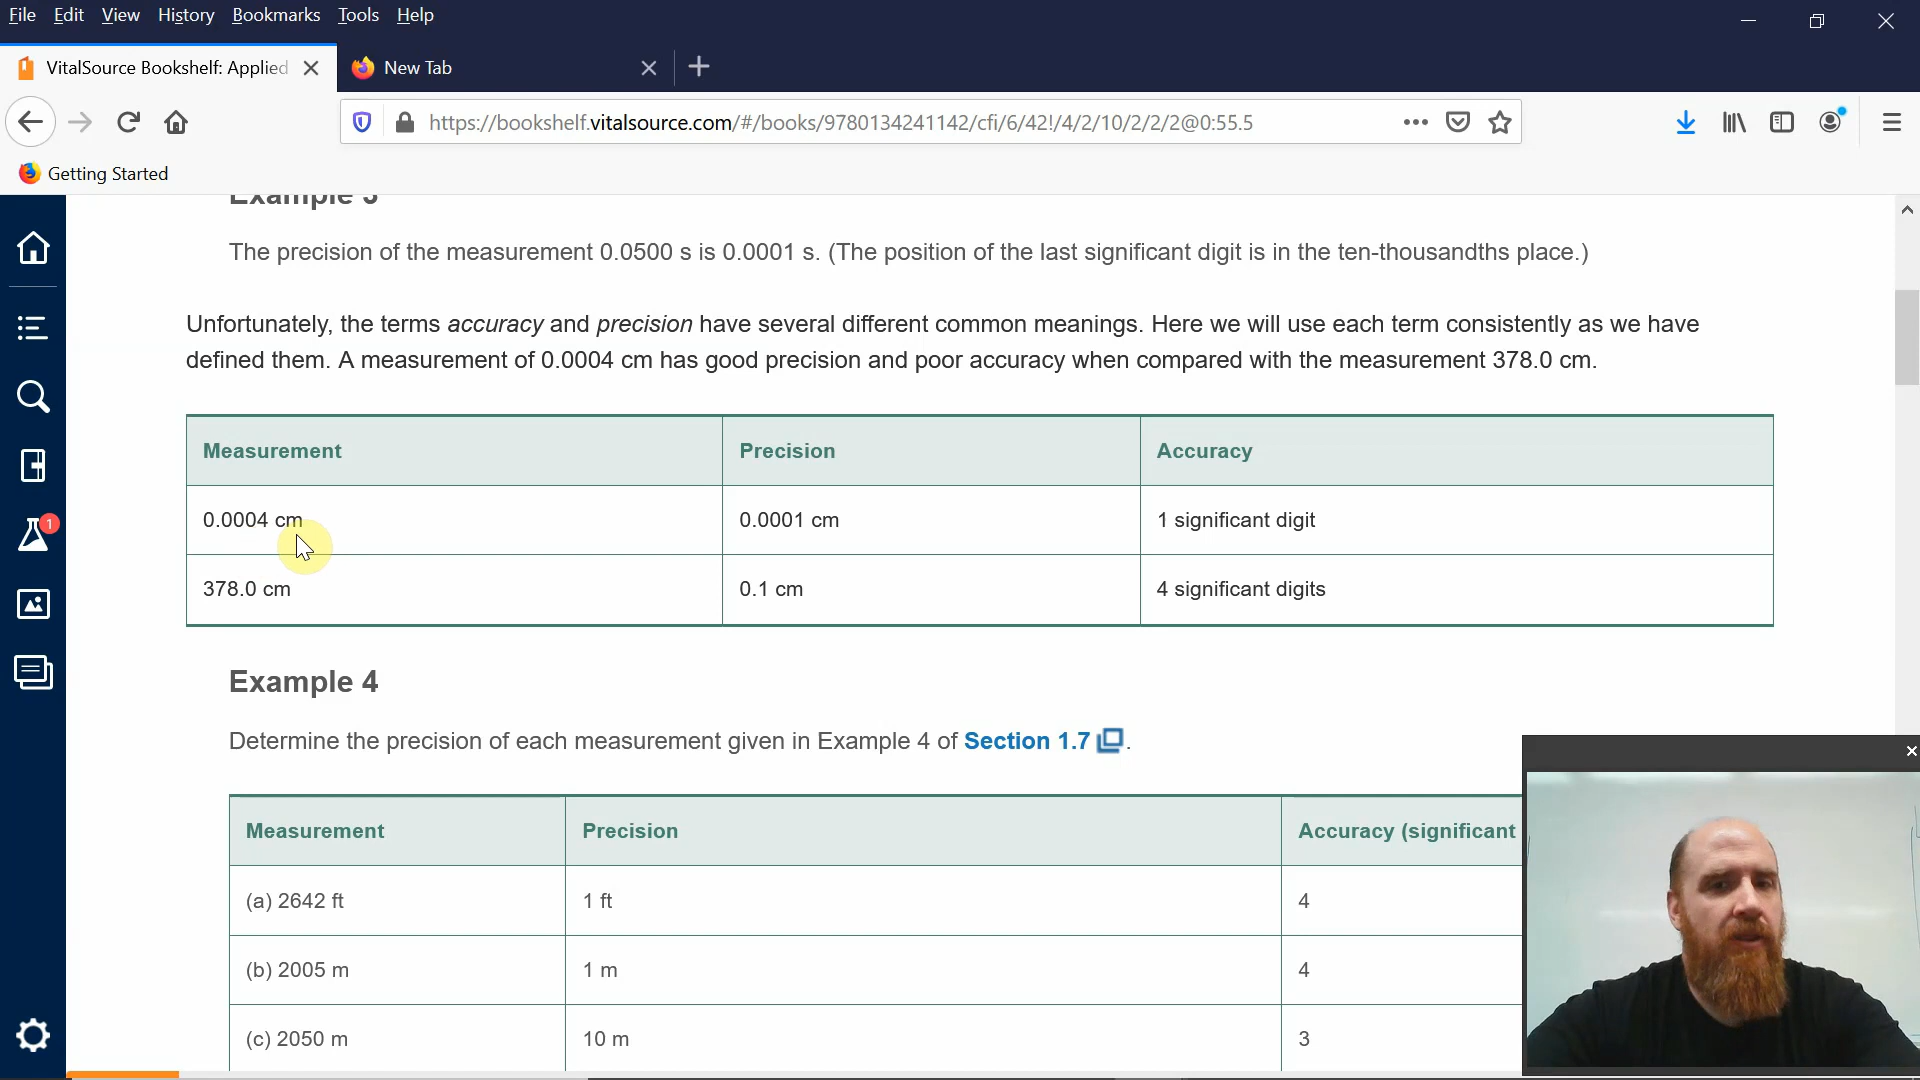 File Edit View History Bookmarks Tools Help
VitalSource Bookshelf: Applied
New Tab
https://bookshelf.vitalsource.com/#/books/9780134241142/cfi/6/42!/4/2/10/2/2/2@0:55.5
Getting Started
Example 3
The precision of the measurement 0.0500 s is 0.0001 s. (The position of the last significant digit is in the ten-thousandths place.)
Unfortunately, the terms accuracy and precision have several different common meanings. Here we will use each term consistently as we have
defined them. A measurement of 0.0004 cm has good precision and poor accuracy when compared with the measurement 378.0 cm.
Measurement Precision Accuracy
0.0004 cm 0.0001 cm 1 significant digit
378.0 cm 0.1 cm 4 significant digits
1
Example 4
Determine the precision of each measurement given in Example 4 of Section 1.7.
Measurement Precision Accuracy (significant
(a) 2642 ft 1 ft 4
(b) 2005 m 1 m 4
(c) 2050 m 10 m 3